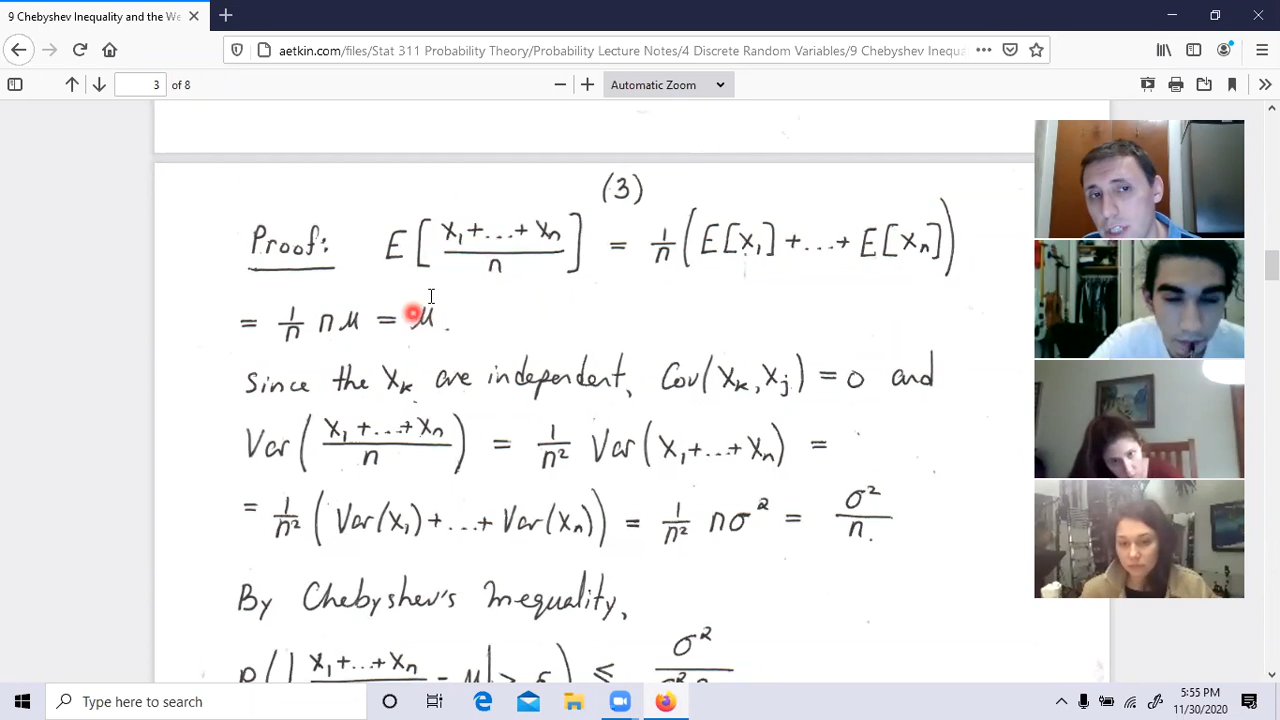 9 Chebyshev Inequality and the We
aetkin.com/files/Stat 311 Probability Theory/Probability Lecture Notes/4 Discrete Random Variables/9 Chebyshev Inequa
3 of 8
Automatic Zoom
(3)
Proof: E[(X₁+...+Xₙ)/n] = 1/n (E[X₁]+...+E[Xₙ])
= 1/n nμ = μ.
Since the Xₖ are independent, Cov(Xₖ,Xⱼ) = 0 and
Var((X₁+...+Xₙ)/n) = 1/n² Var(X₁+...+Xₙ) =
= 1/n² (Var(X₁)+...+Var(Xₙ)) = 1/n² nσ² = σ²/n.
By Chebyshev's Inequality,
P(|(X₁+...+Xₙ) - μ| ≥ ε) ≤ σ²
Type here to search
5:55 PM
11/30/2020